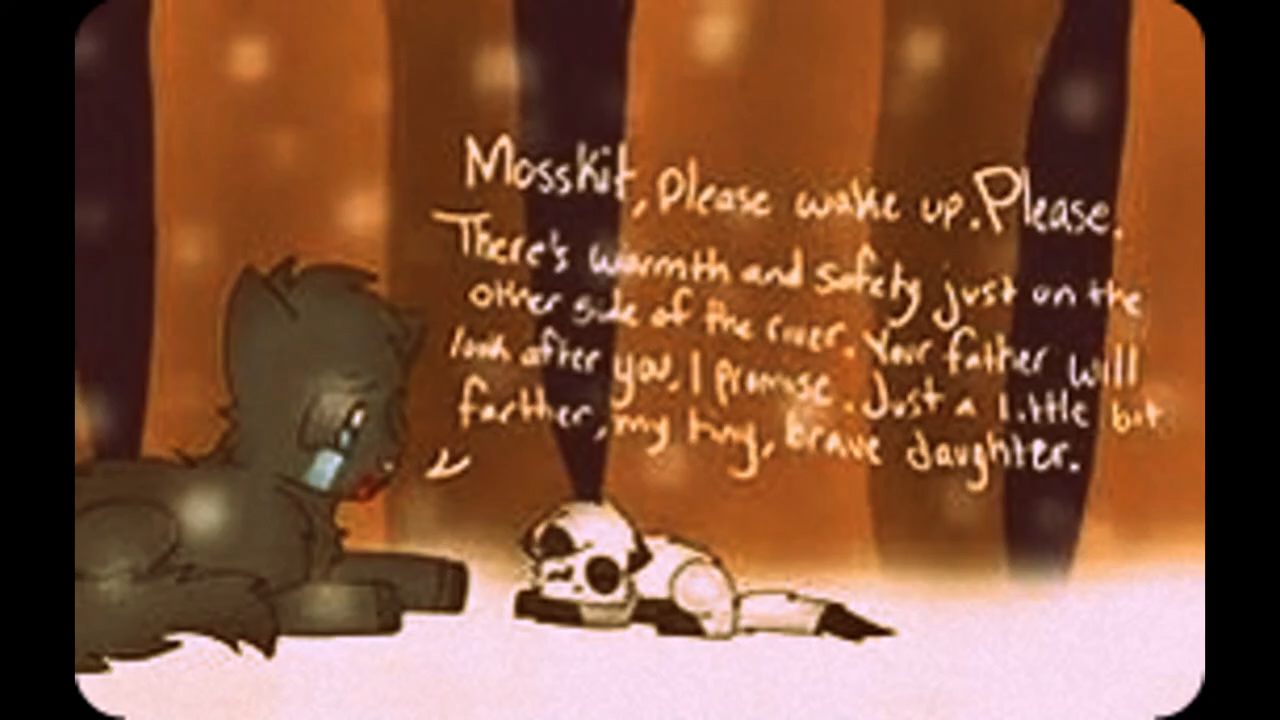 Mosskit, please wake up. Please.
There's warmth and safety just on the
other side of the river. Your father will
look after you, I promise. Just a little bit
farther, my tiny, brave daughter.